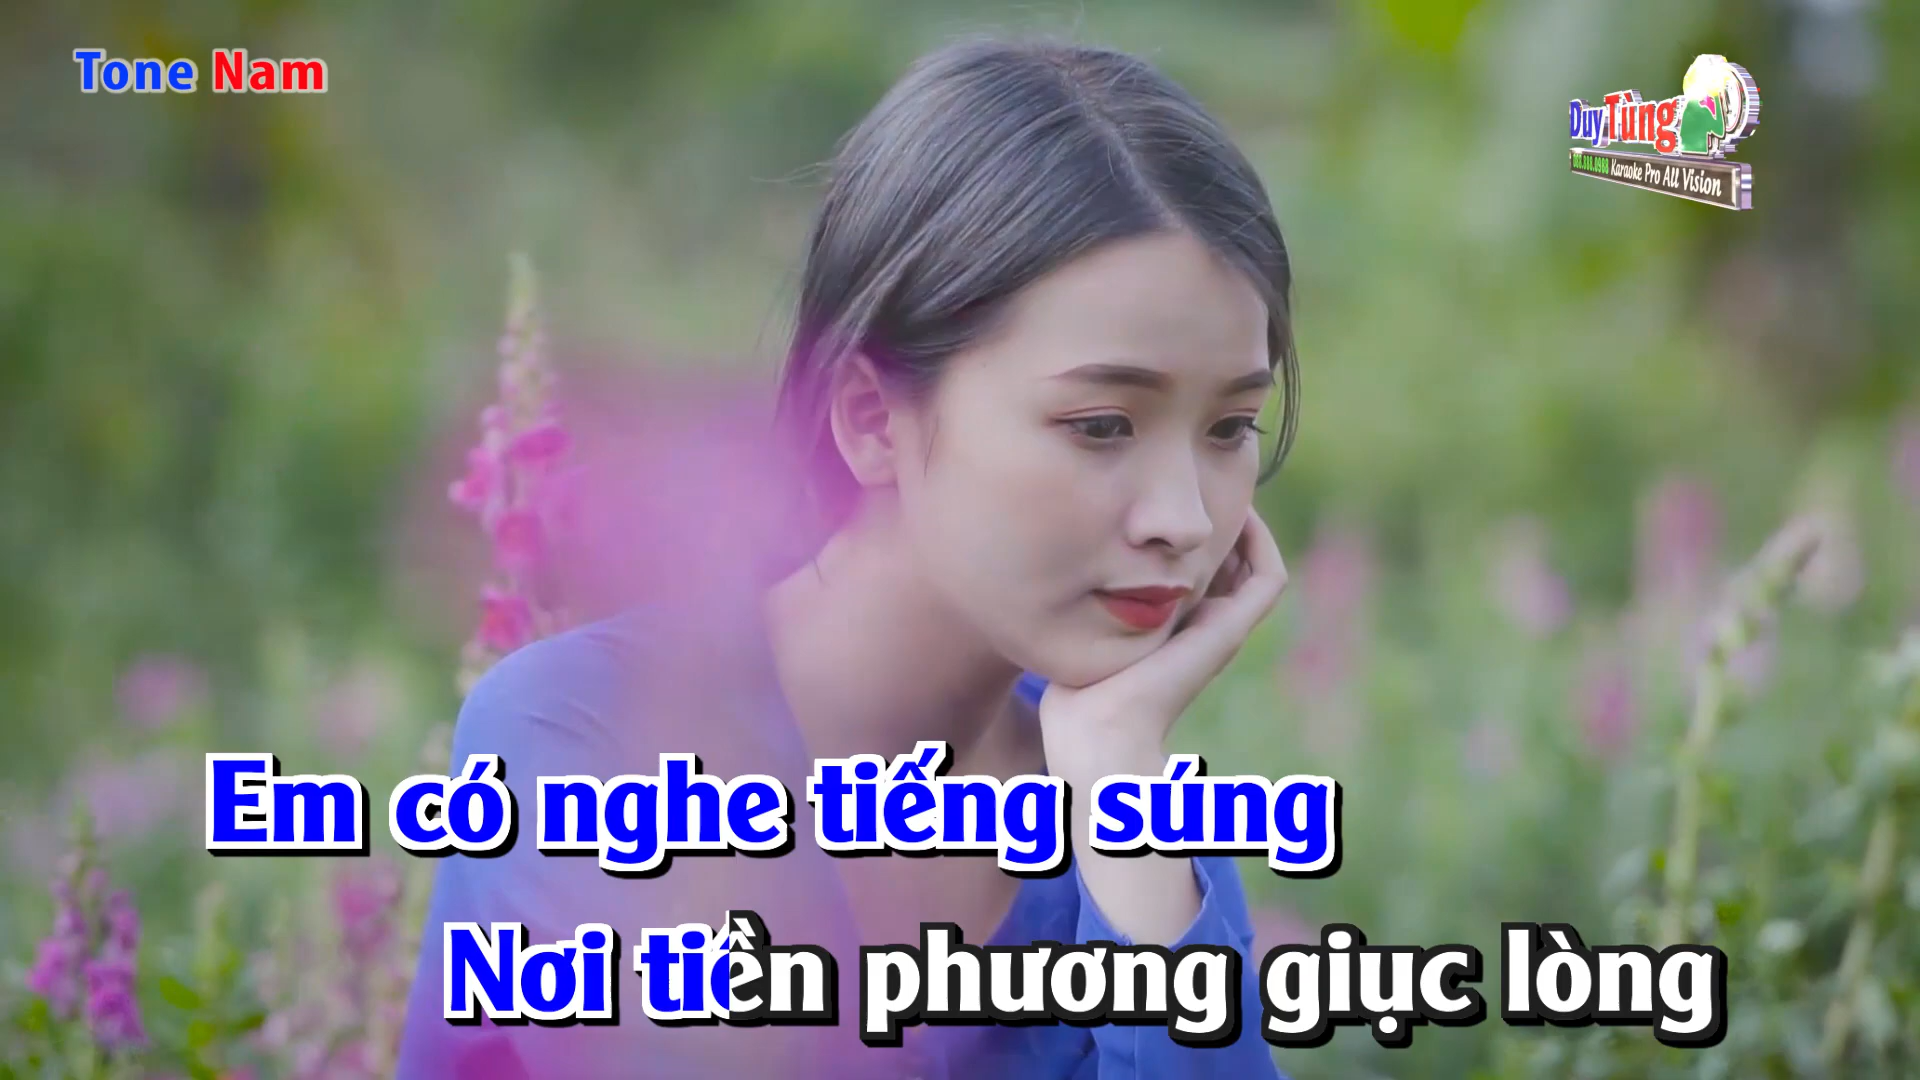 Tone Nam
Duy Tùng
Karaoke Pro All Vision
Em có nghe tiếng súng
Nơi tiền phương giục lòng